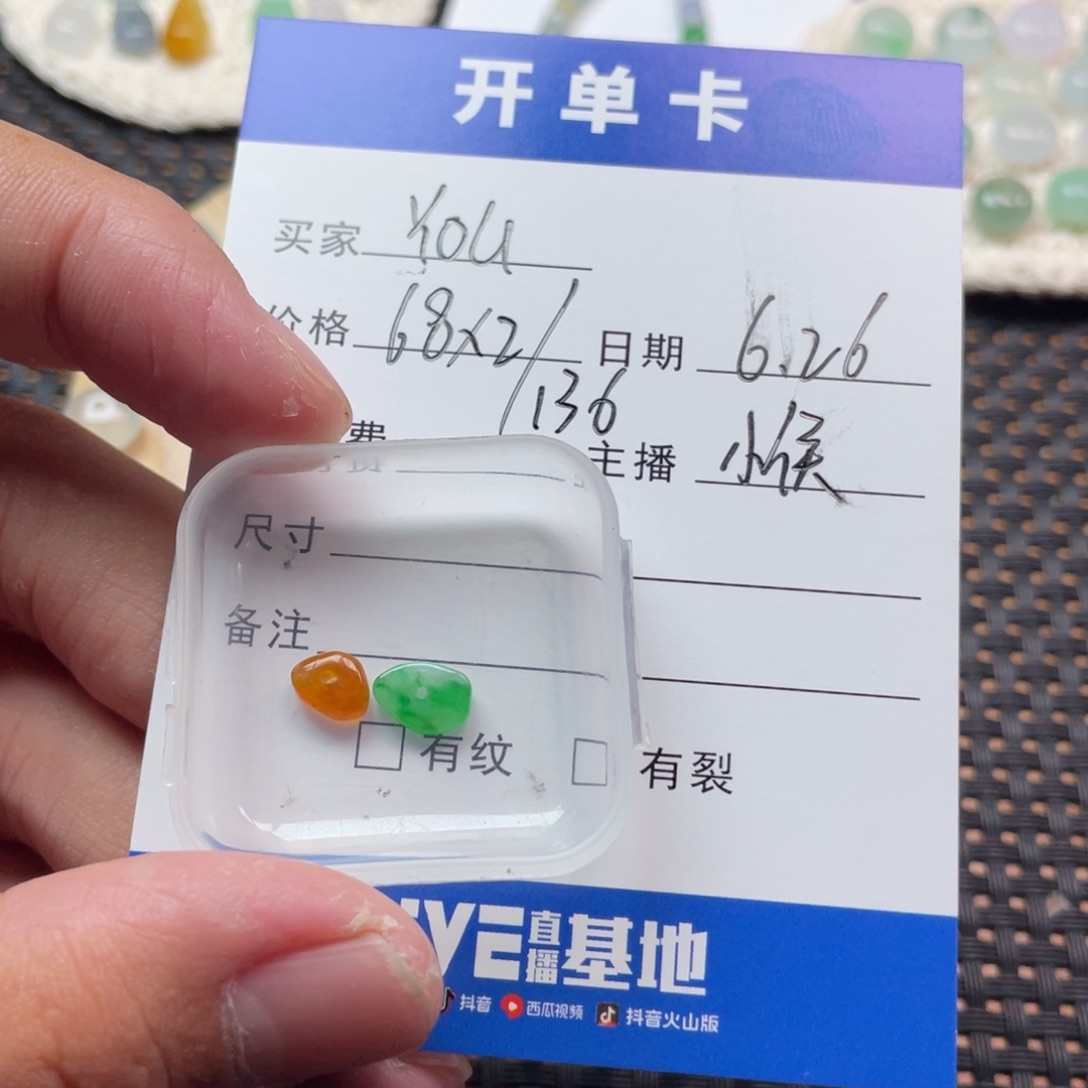 开单卡
买家 YOU
价格 68x2/136 日期 6.26
费 主播 小猴
尺寸
备注
□ 有纹 □ 有裂
直播基地
抖音 西瓜视频 抖音火山版